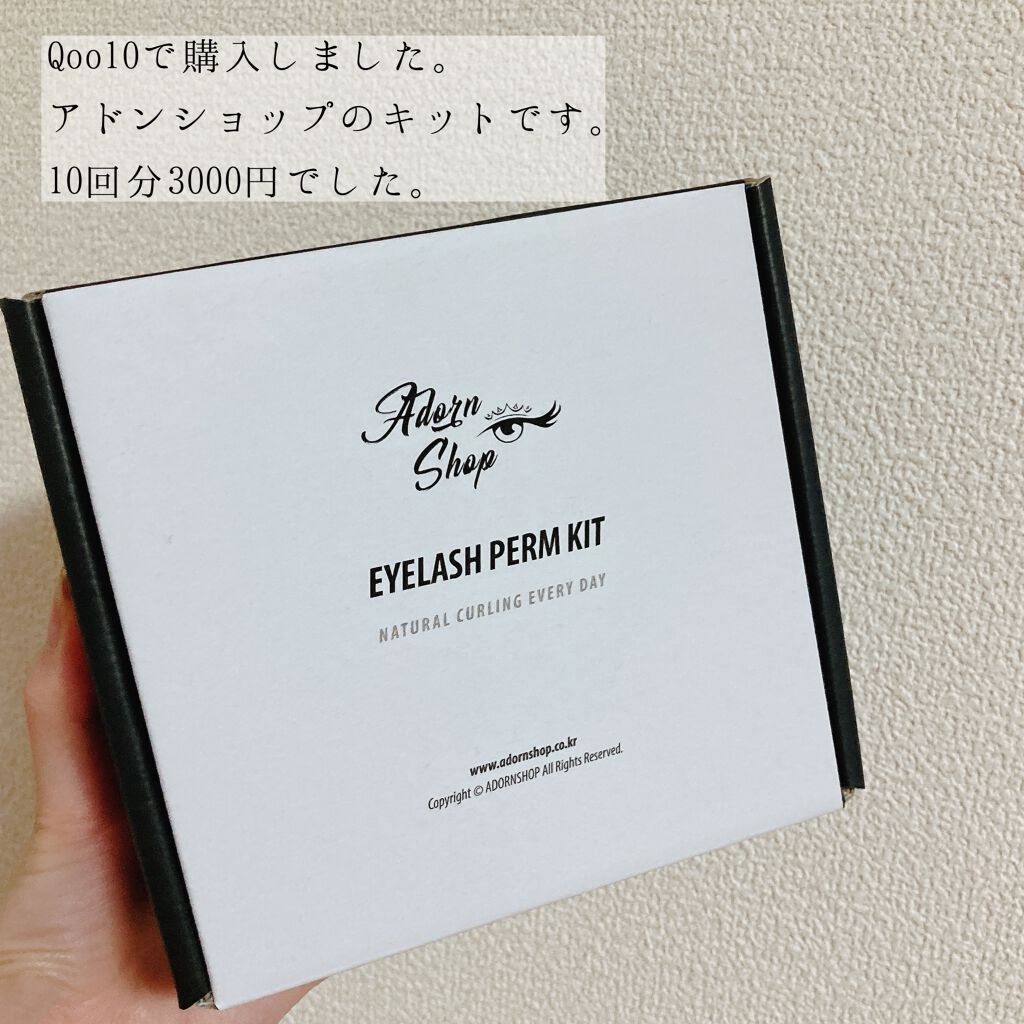 Qoo10で購入しました。
アドンショップのキットです。
10回分3000円でした。
Adorn
Shop
EYELASH PERM KIT
NATURAL CURLING EVERY DAY
www.adornshop.co.kr
Copyright © ADORNSHOP All Rights Reserved.